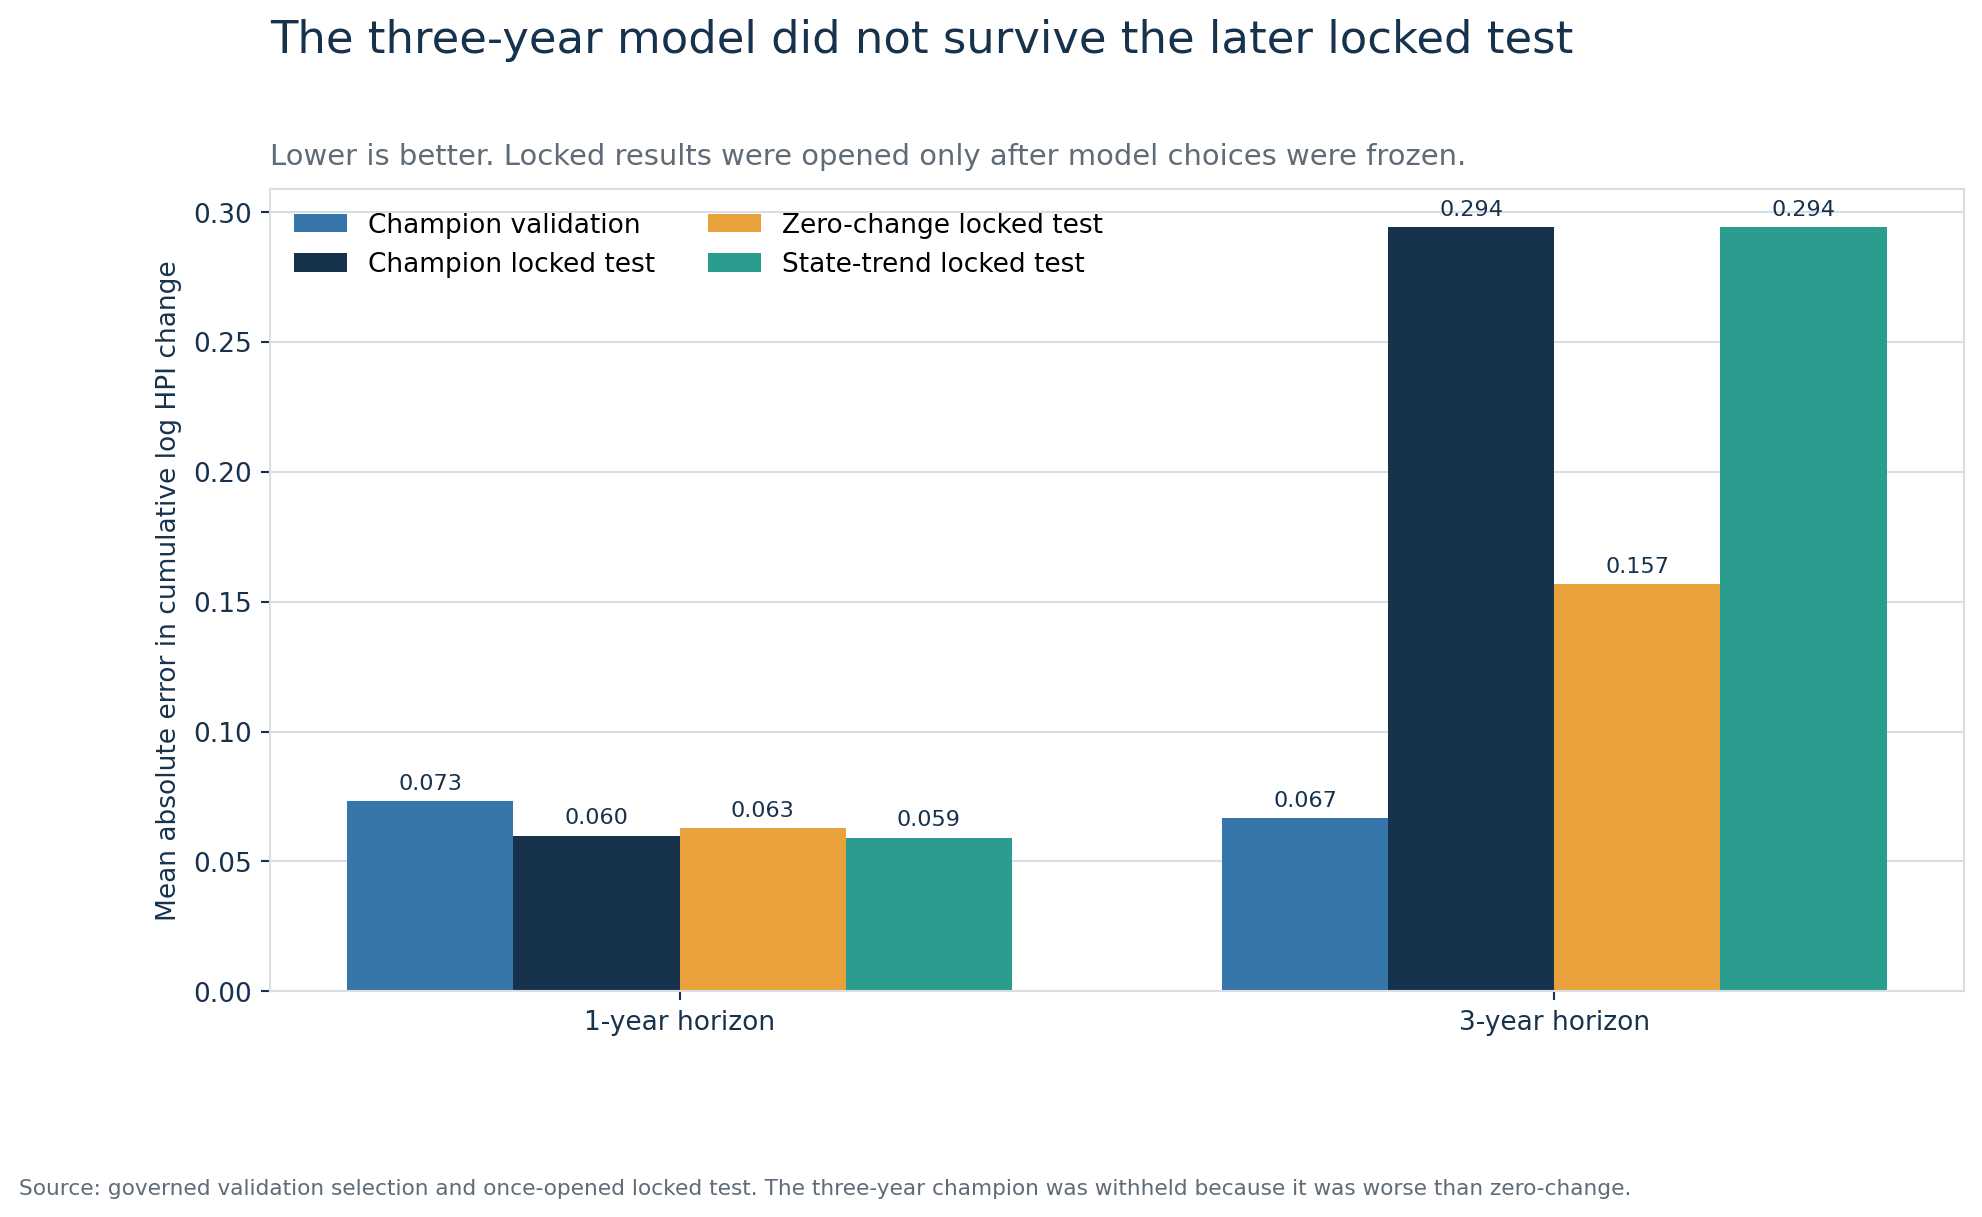 The three-year model did not survive the later locked test
Lower is better. Locked results were opened only after model choices were frozen.
Mean absolute error in cumulative log HPI change
0.30
0.25
0.20
0.15
0.10
0.05
0.00
Champion validation
Champion locked test
Zero-change locked test
State-trend locked test
0.073
0.060
0.063
0.059
0.067
0.294
0.157
0.294
1-year horizon
3-year horizon
Source: governed validation selection and once-opened locked test. The three-year champion was withheld because it was worse than zero-change.